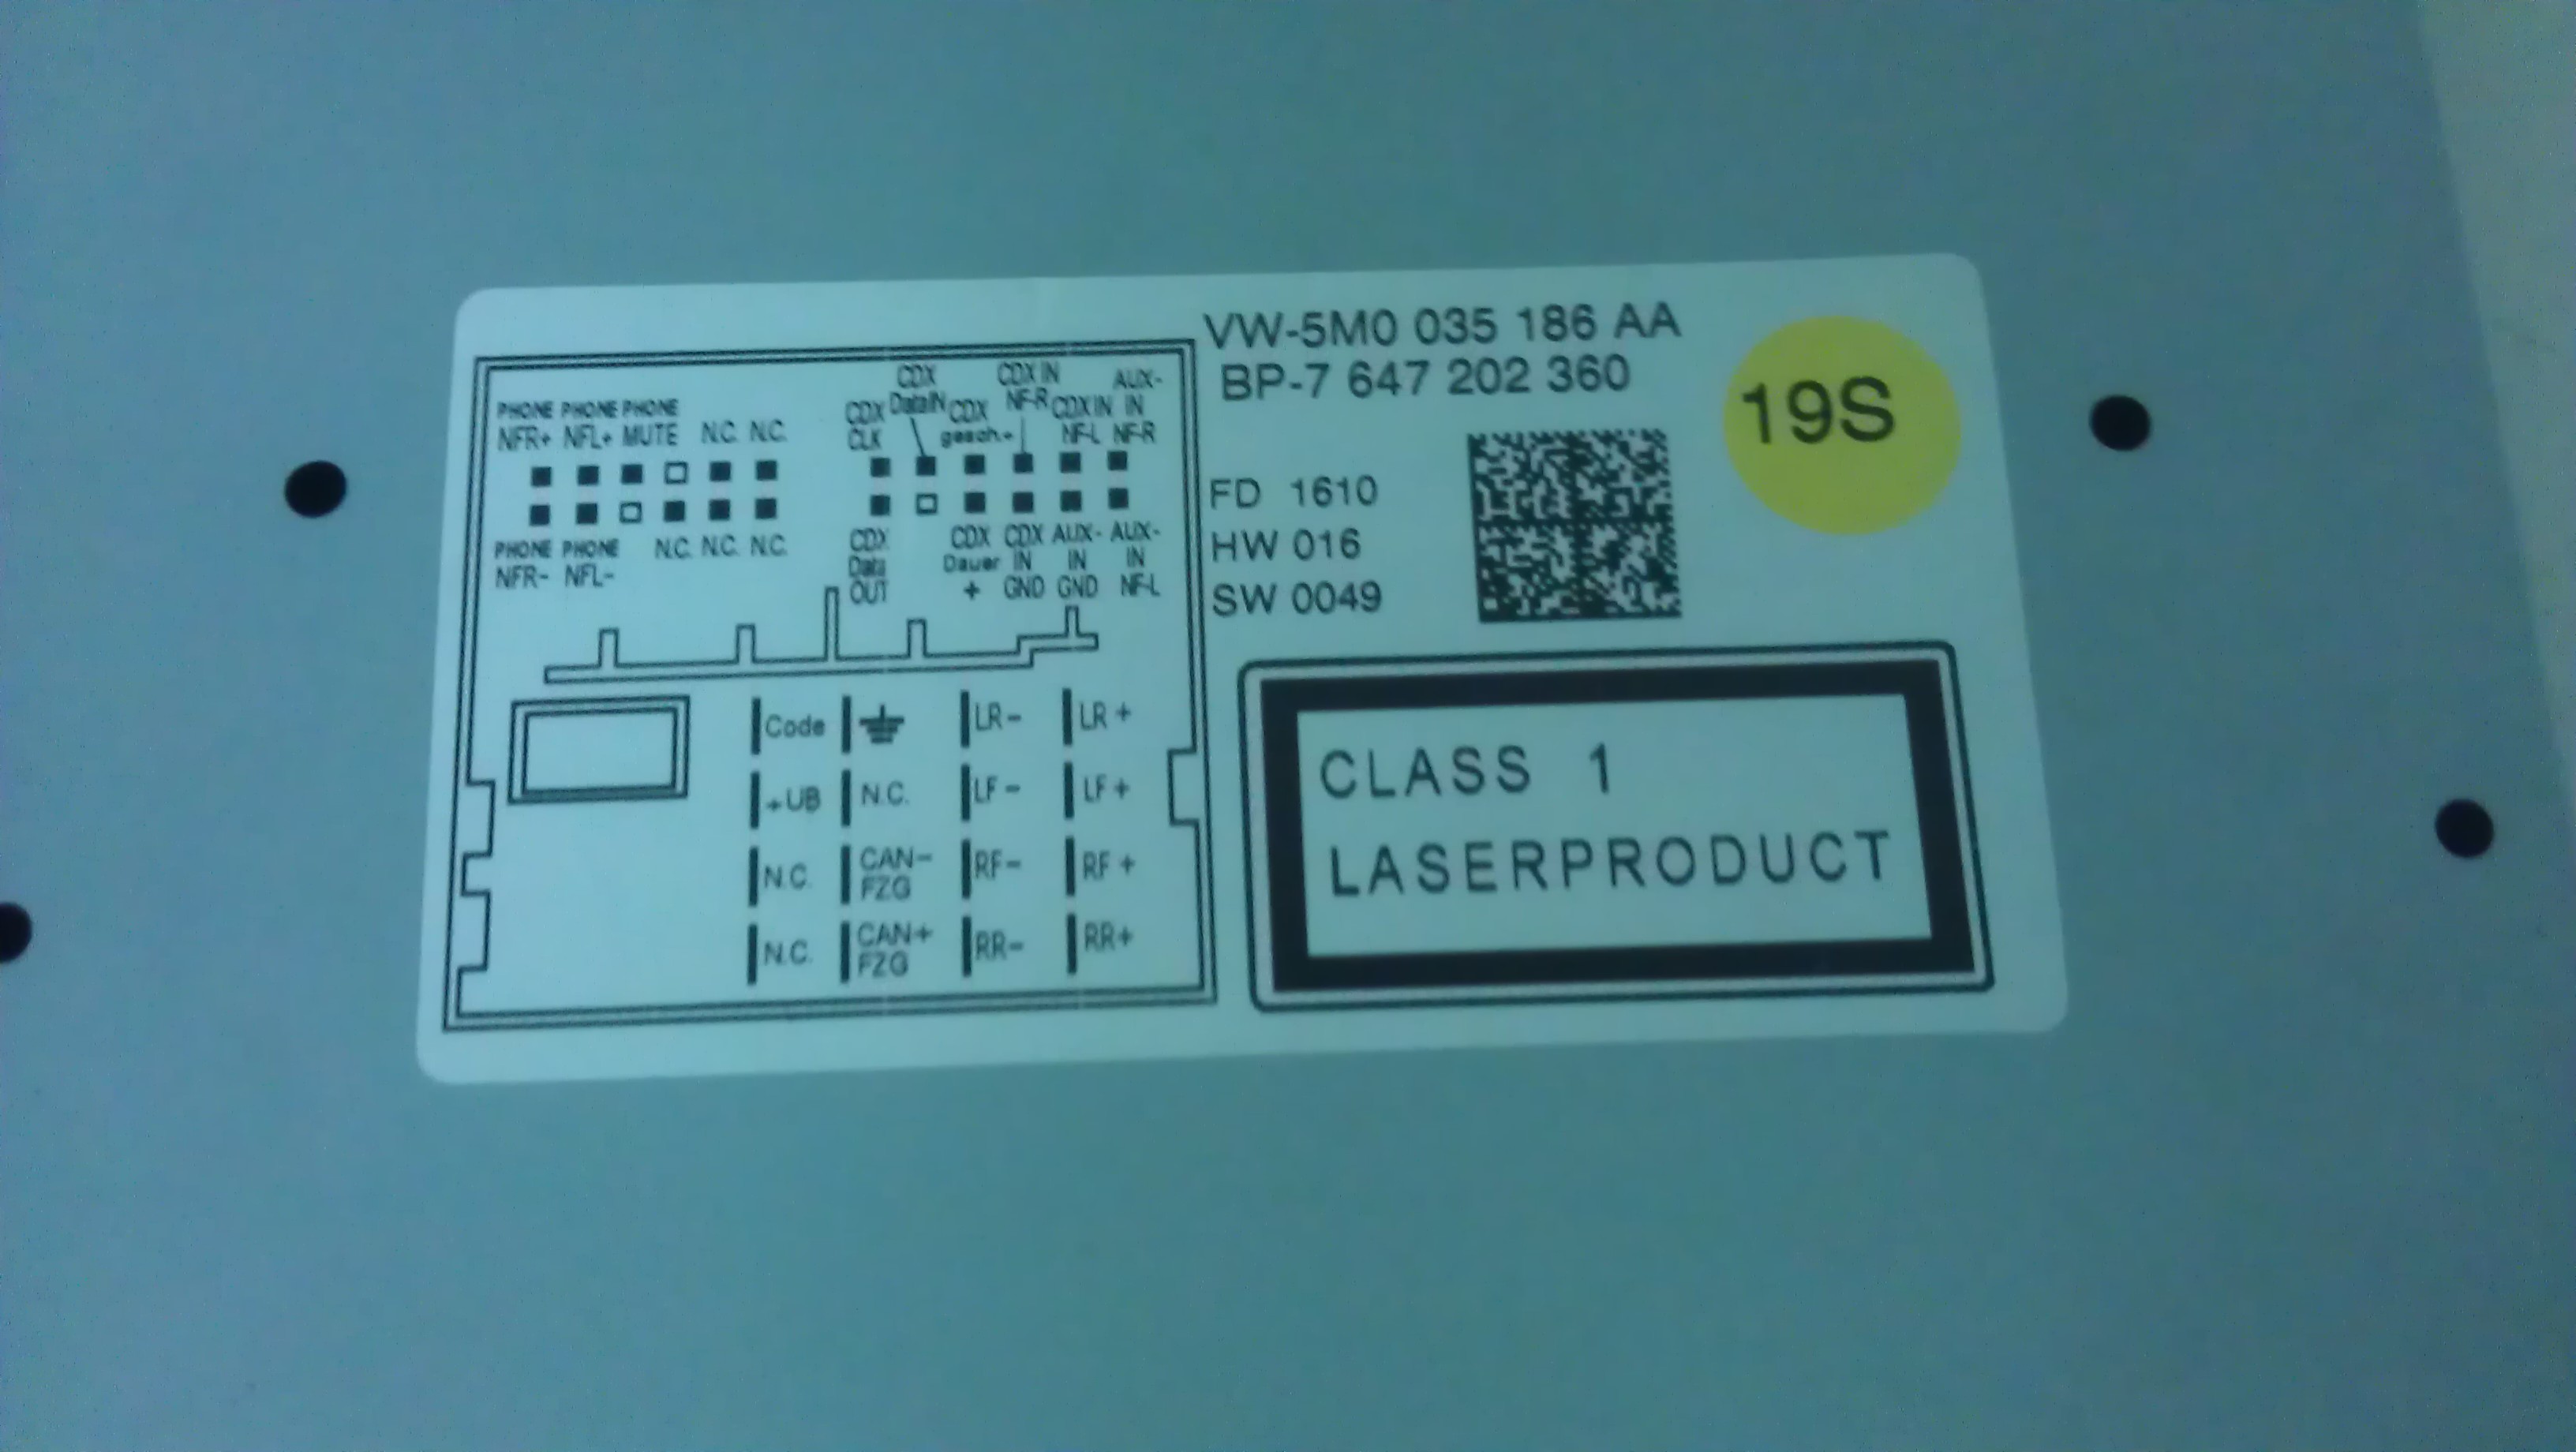 VW-5M0 035 186 AA
BP-7 647 202 360
19S
FD 1610
HW 016
SW 0049
CLASS 1
LASERPRODUCT
PHONE PHONE PHONE
NFR+ NFL+ MUTE N.C. N.C.
PHONE PHONE N.C. N.C. N.C.
NFR- NFL-
CDX CDX IN AUX-
CDX DataIN CDX NF-R CDX IN IN
CLK gesch.+ NF-L NF-R
CDX CDX CDX AUX- AUX-
Data Dauer IN IN IN
OUT + GND GND NF-L
Code LR- LR+
+UB N.C. LF- LF+
N.C. CAN- RF- RF+
FZG
N.C. CAN+ RR- RR+
FZG